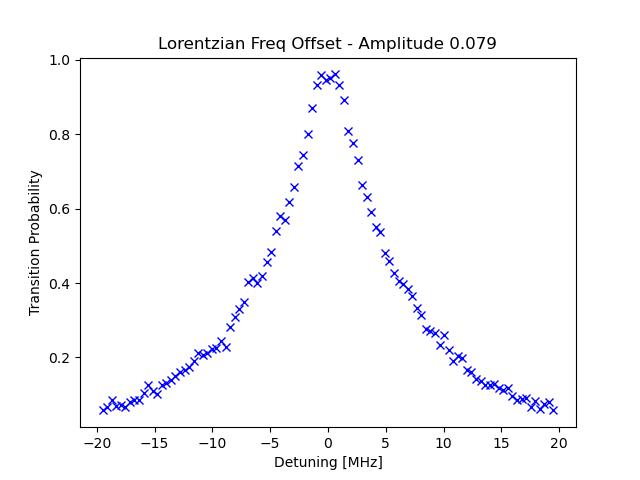 Lorentzian Freq Offset - Amplitude 0.079
1.0
0.8
0.6
0.4
0.2
Transition Probability
−20 −15 −10 −5 0 5 10 15 20
Detuning [MHz]